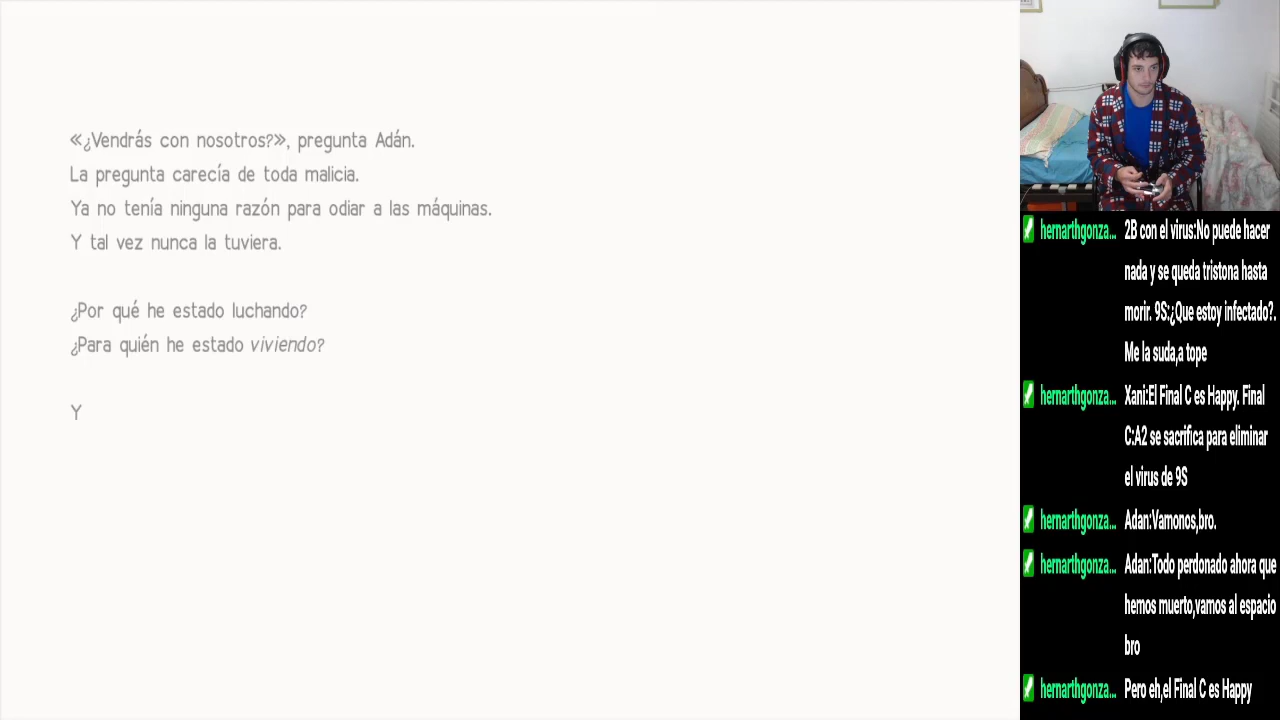 «¿Vendrás con nosotros?», pregunta Adán.
La pregunta carecía de toda malicia.
Ya no tenía ninguna razón para odiar a las máquinas.
Y tal vez nunca la tuviera.
¿Por qué he estado luchando?
¿Para quién he estado viviendo?
Y
hernarthgonza... 2B con el virus:No puede hacer
nada y se queda tristona hasta
morir. 9S:¿Que estoy infectado?.
Me la suda,a tope
hernarthgonza... Xani:El Final C es Happy. Final
C:A2 se sacrifica para eliminar
el virus de 9S
hernarthgonza... Adan:Vamonos,bro.
hernarthgonza... Adan:Todo perdonado ahora que
hemos muerto,vamos al espacio
bro
hernarthgonza... Pero eh,el Final C es Happy